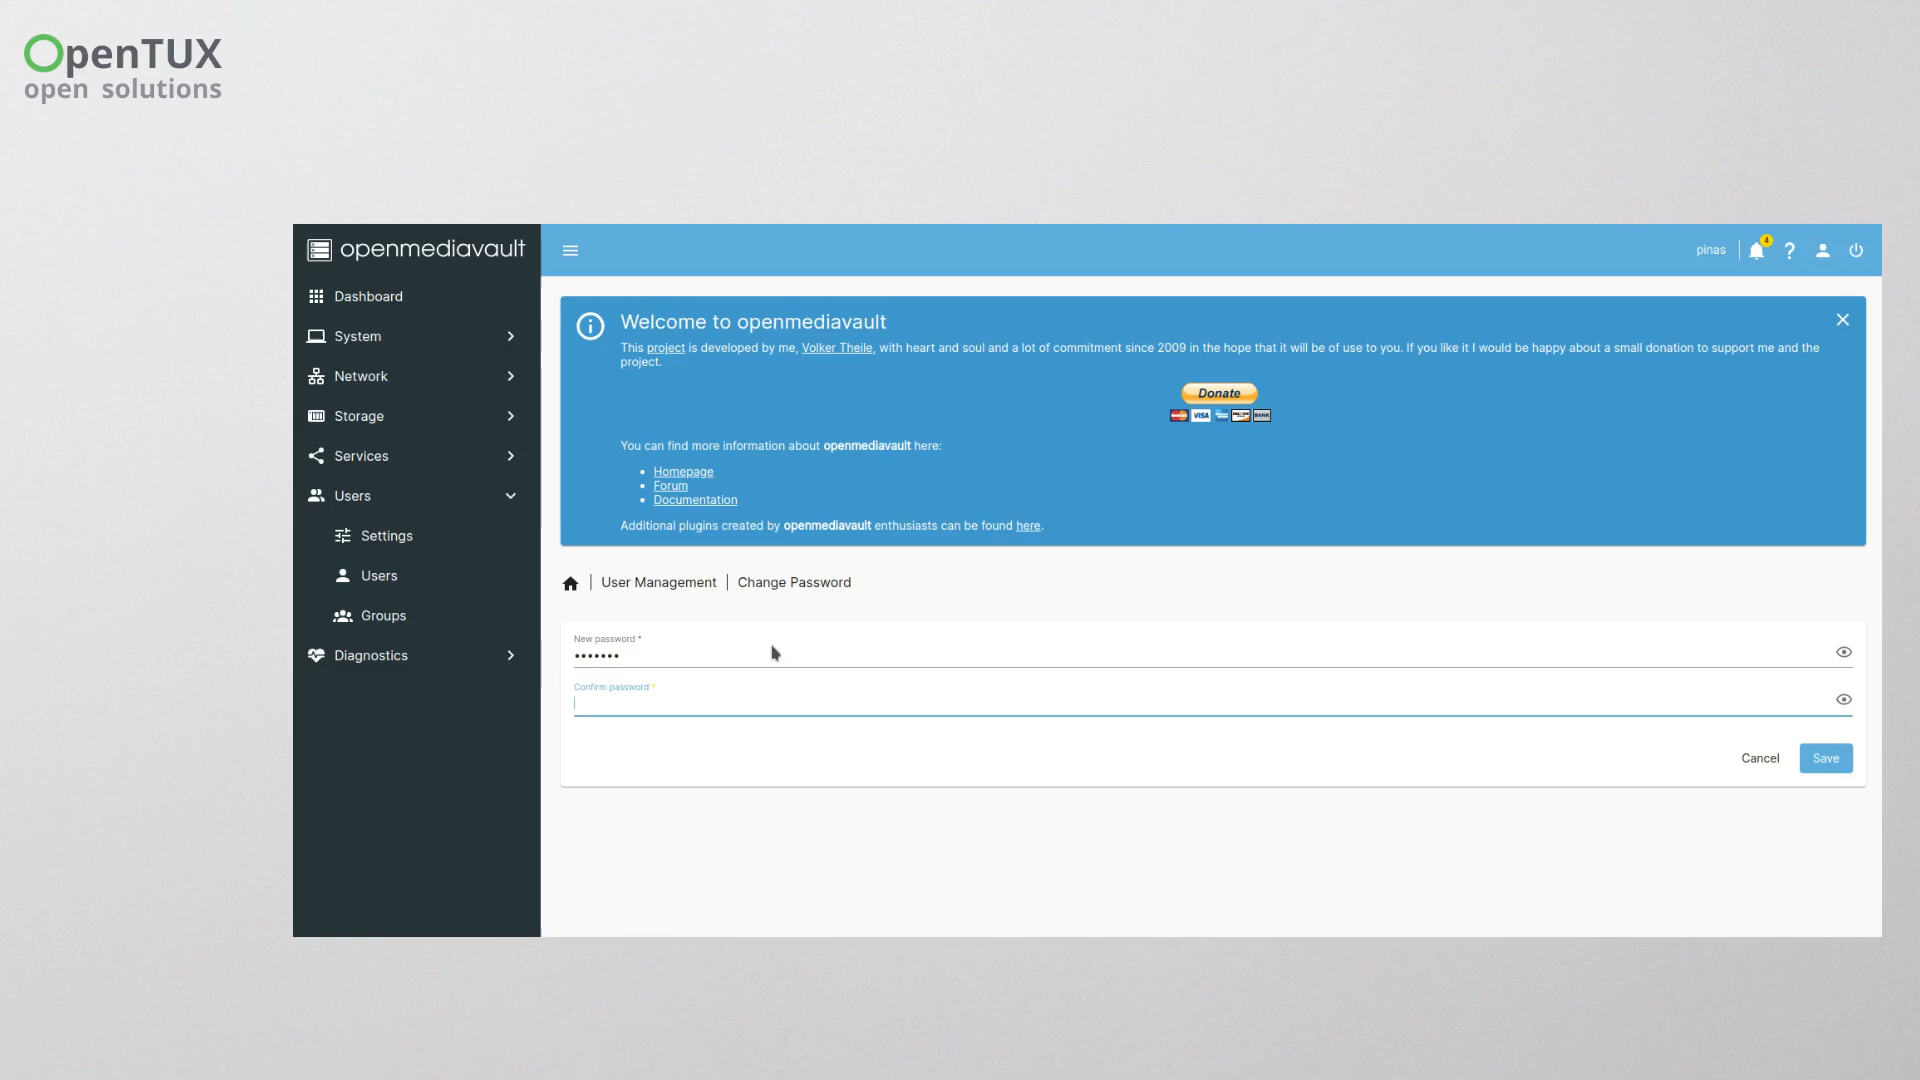 OpenTUX
open solutions
openmediavault
pinas
4
?
Dashboard
System
Network
Storage
Services
Users
Settings
Users
Groups
Diagnostics
Welcome to openmediavault
This project is developed by me, Volker Theile, with heart and soul and a lot of commitment since 2009 in the hope that it will be of use to you. If you like it I would be happy about a small donation to support me and the
project.
Donate
VISA
BANK
You can find more information about openmediavault here:
• Homepage
• Forum
• Documentation
Additional plugins created by openmediavault enthusiasts can be found here.
| User Management | Change Password
New password *
•••••••
Confirm password *
Cancel
Save